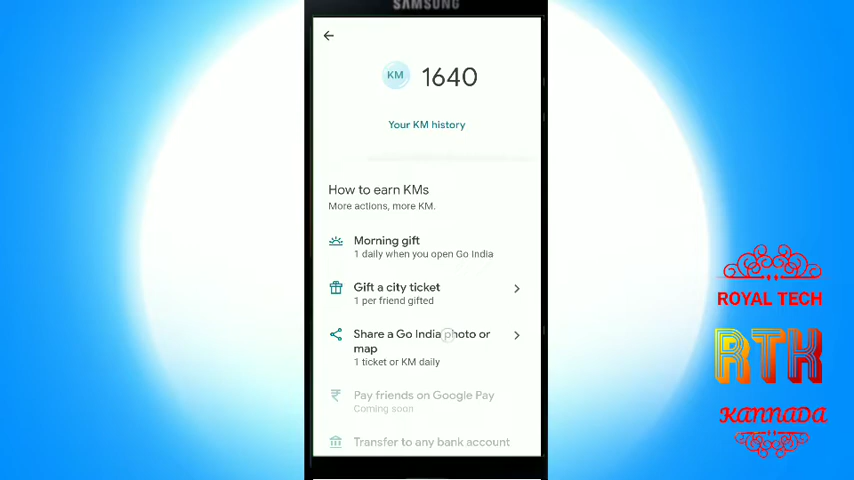 SAMSUNG
KM 1640
Your KM history
How to earn KMs
More actions, more KM.
Morning gift
1 daily when you open Go India
Gift a city ticket
1 per friend gifted
Share a Go India photo or
map
1 ticket or KM daily
Pay friends on Google Pay
Coming soon
Transfer to any bank account
ROYAL TECH
RTK
KANNADA